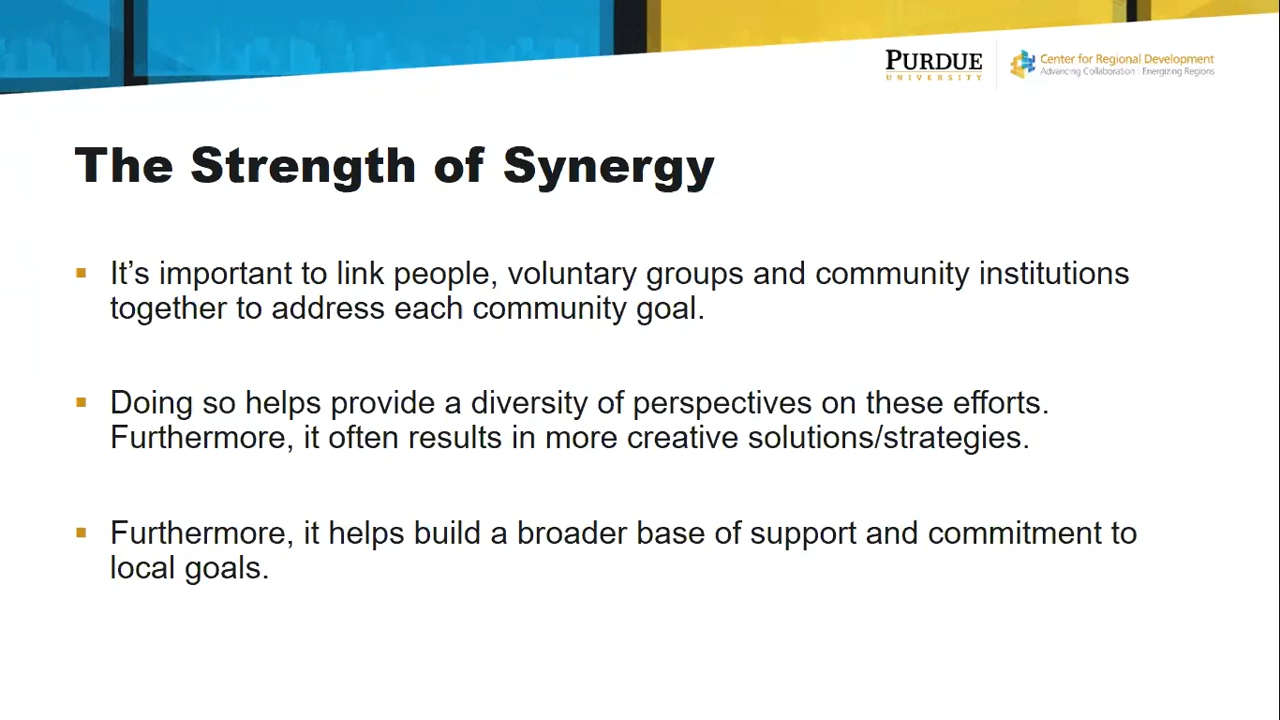 PURDUE
UNIVERSITY
Center for Regional Development
Advancing Collaboration : Energizing Regions
The Strength of Synergy
It’s important to link people, voluntary groups and community institutions
together to address each community goal.
Doing so helps provide a diversity of perspectives on these efforts.
Furthermore, it often results in more creative solutions/strategies.
Furthermore, it helps build a broader base of support and commitment to
local goals.